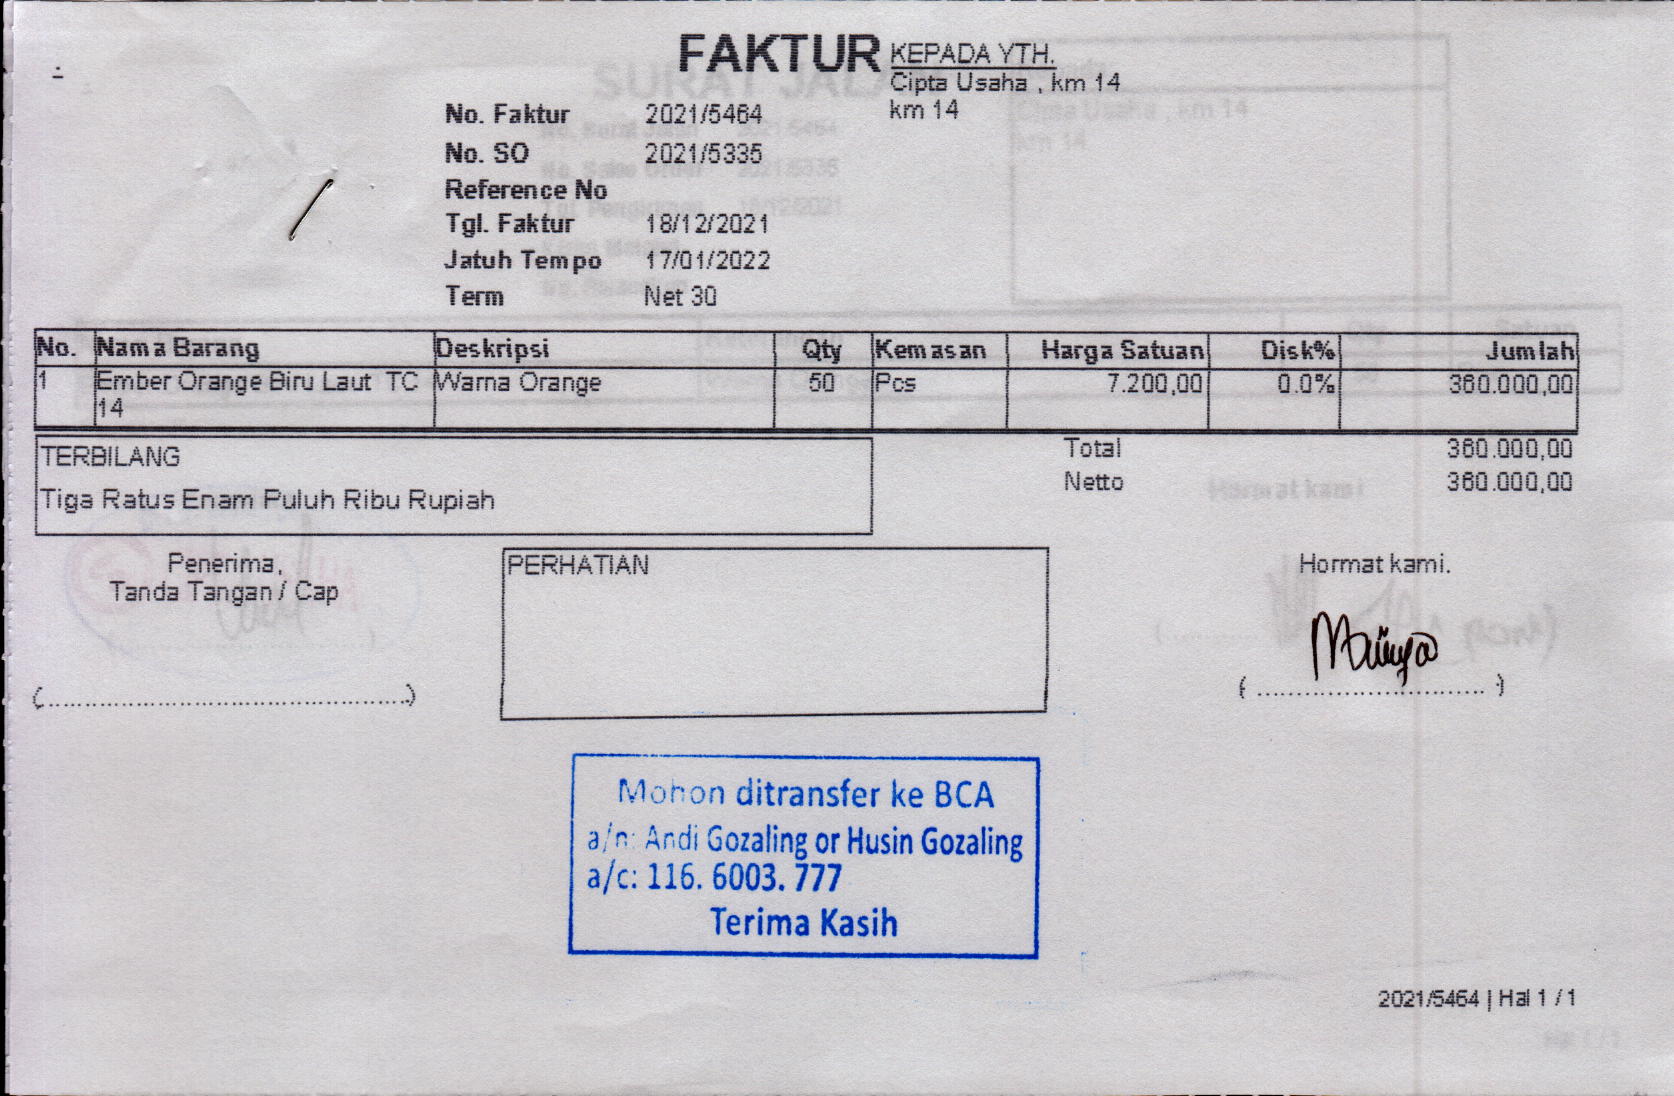 FAKTUR
KEPADA YTH.
Cipta Usaha , km 14
km 14
No. Faktur 2021/5464
No. SO 2021/5335
Reference No
Tgl. Faktur 18/12/2021
Jatuh Tempo 17/01/2022
Term Net 30
No. Nama Barang Deskripsi Qty Kemasan Harga Satuan Disk% Jumlah
1 Ember Orange Biru Laut TC Warna Orange 50 Pcs 7.200,00 0.0% 360.000,00
14
TERBILANG
Tiga Ratus Enam Puluh Ribu Rupiah
Total 360.000,00
Netto 360.000,00
Penerima,
Tanda Tangan / Cap
PERHATIAN
Hormat kami.
(..................................................)
( ............................... )
Mohon ditransfer ke BCA
a/n: Andi Gozaling or Husin Gozaling
a/c: 116. 6003. 777
Terima Kasih
2021/5464 | Hal 1 / 1